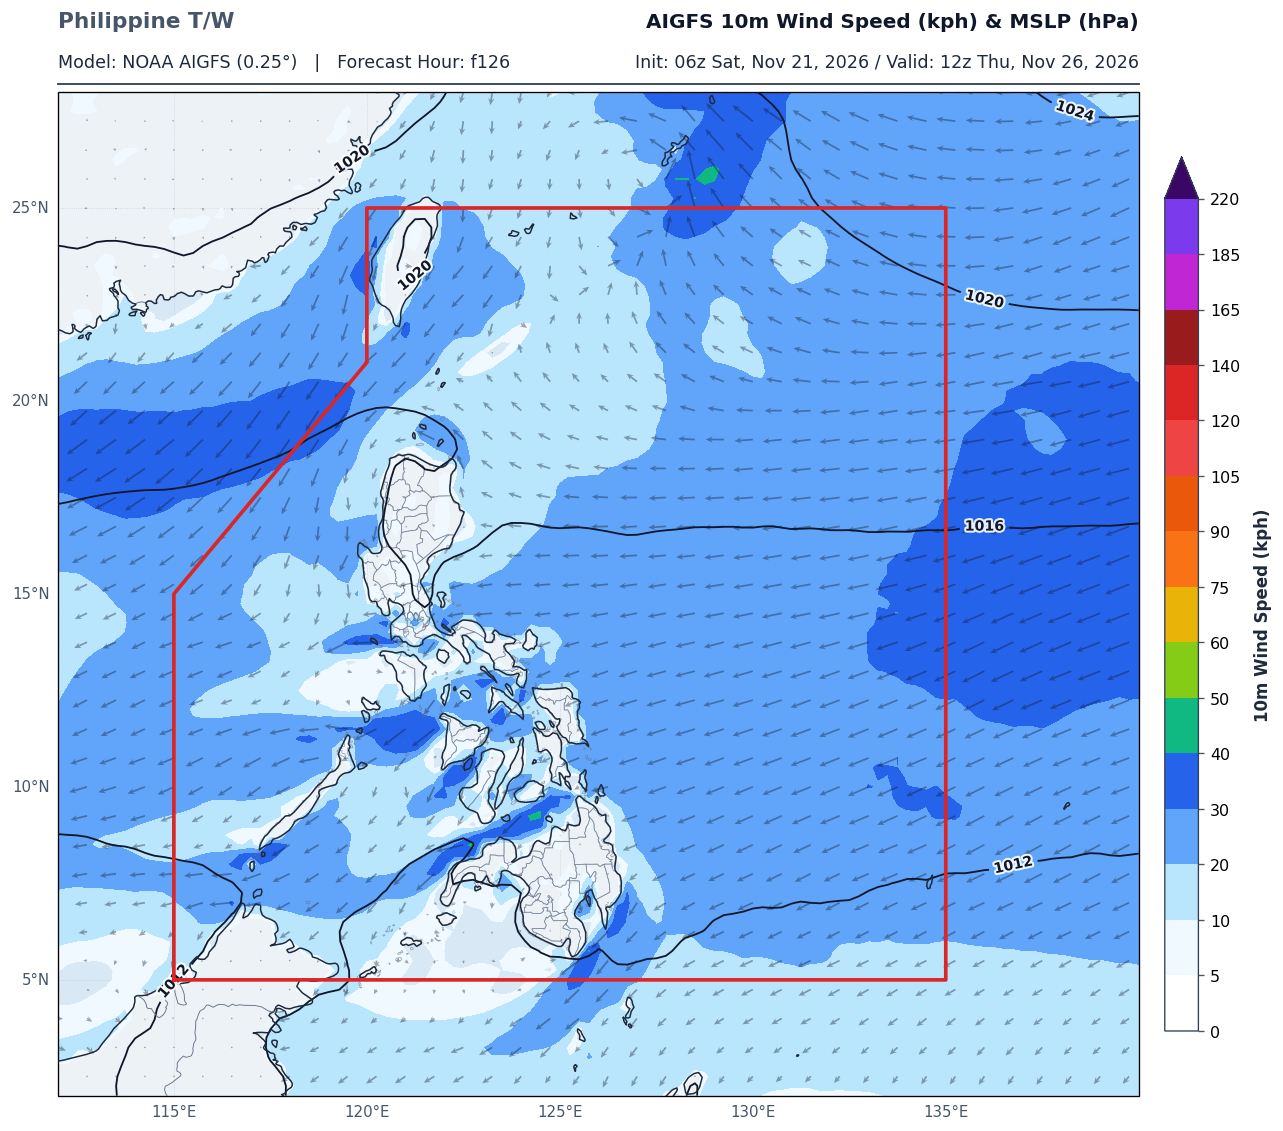 Philippine T/W
AIGFS 10m Wind Speed (kph) & MSLP (hPa)
Model: NOAA AIGFS (0.25°) | Forecast Hour: f126
Init: 06z Sat, Nov 21, 2026 / Valid: 12z Thu, Nov 26, 2026
1024
1020
1020
1020
1016
1012
1012
25°N
20°N
15°N
10°N
5°N
115°E
120°E
125°E
130°E
135°E
220
185
165
140
120
105
90
75
60
50
40
30
20
10
5
0
10m Wind Speed (kph)